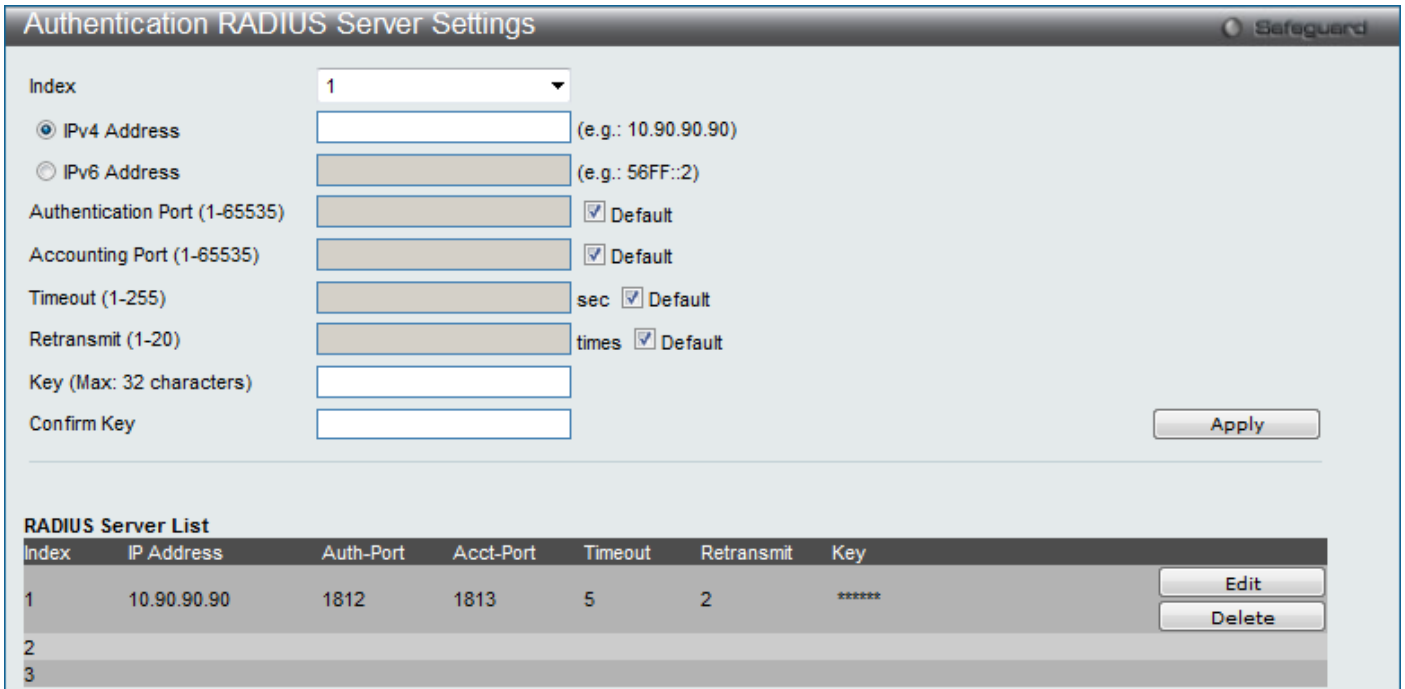 Authentication RADIUS Server Settings Safeguard
Index 1
IPv4 Address (e.g.: 10.90.90.90)
IPv6 Address (e.g.: 56FF::2)
Authentication Port (1-65535) Default
Accounting Port (1-65535) Default
Timeout (1-255) sec Default
Retransmit (1-20) times Default
Key (Max: 32 characters)
Confirm Key Apply
RADIUS Server List
Index IP Address Auth-Port Acct-Port Timeout Retransmit Key
1 10.90.90.90 1812 1813 5 2 ****** Edit
Delete
2
3